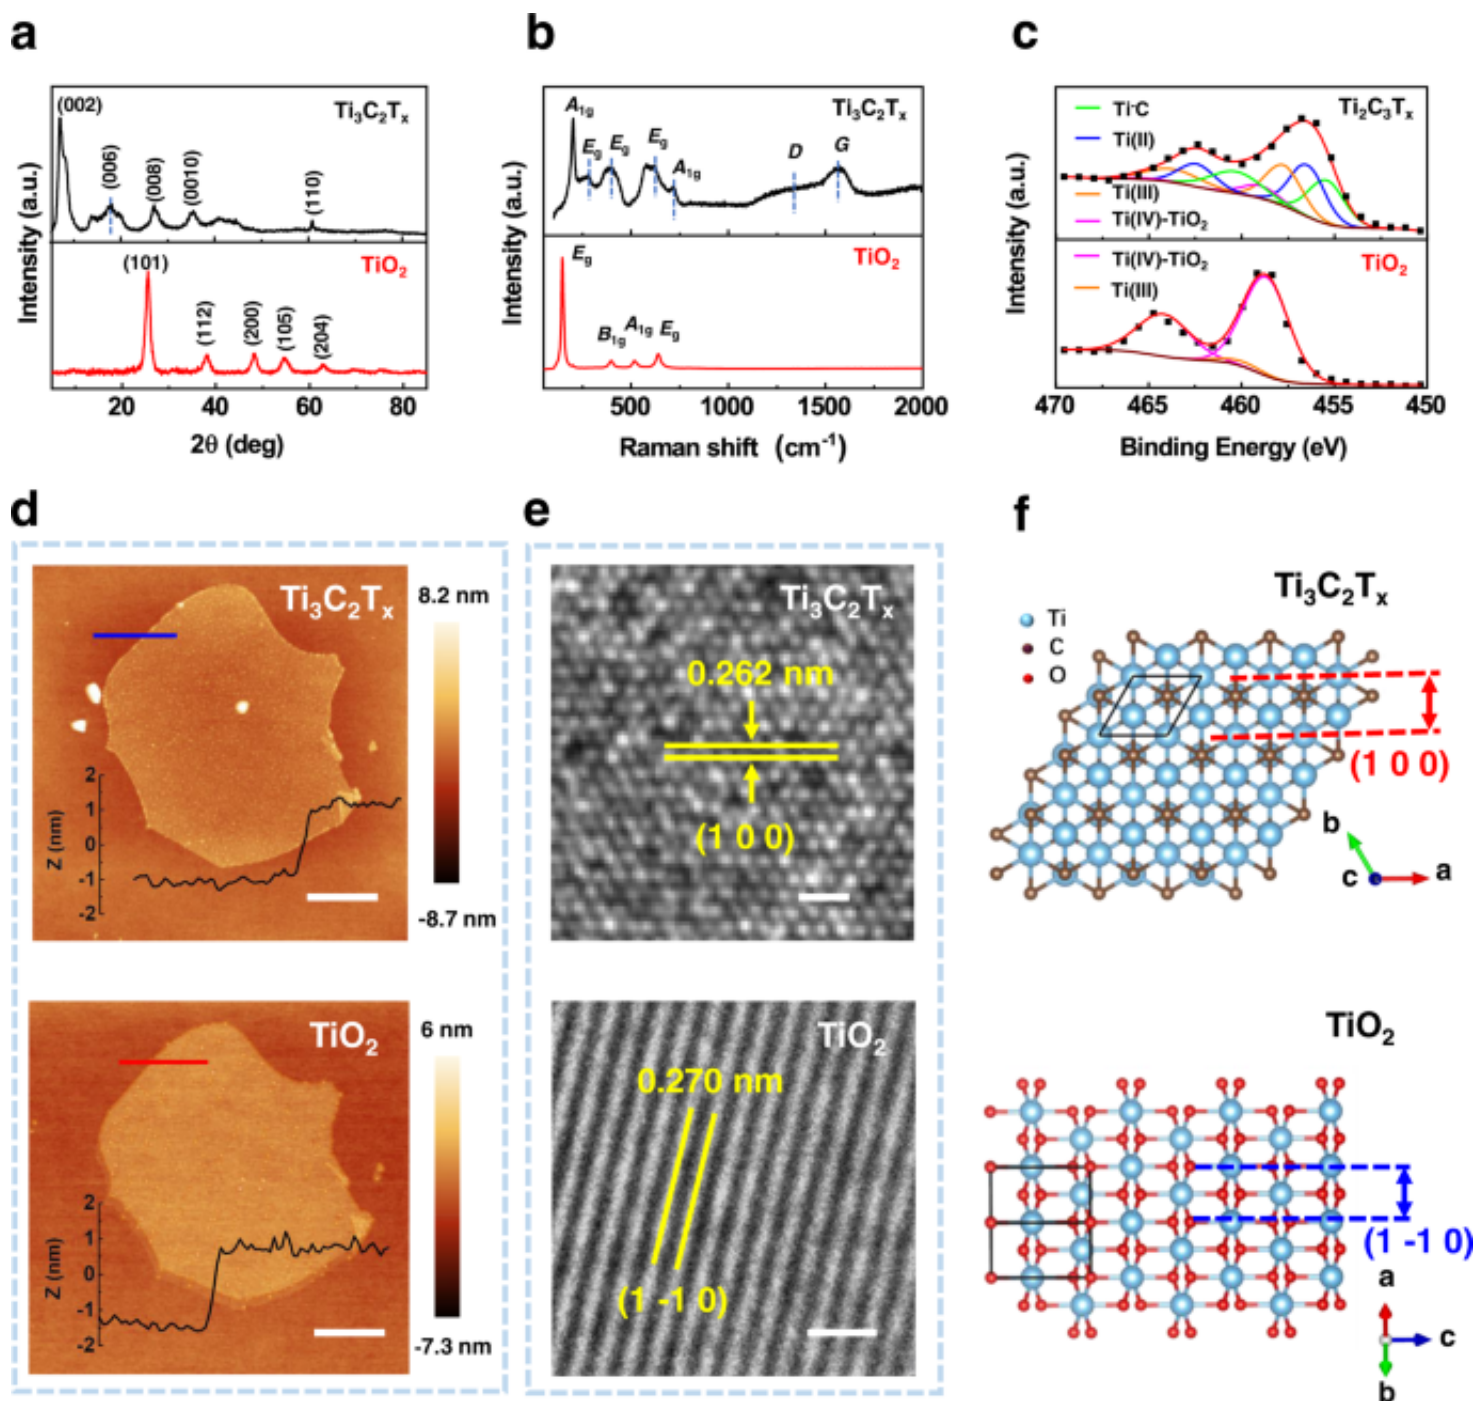 a
(002)
Ti₃C₂Tₓ
(006)
(008)
(0010)
(110)
(101)
TiO₂
(112)
(200)
(105)
(204)
Intensity (a.u.)
20 40 60 80
2θ (deg)
b
A₁g
Ti₃C₂Tₓ
Eg
Eg
Eg
A₁g
D
G
Eg
TiO₂
B₁g
A₁g
Eg
Intensity (a.u.)
500 1000 1500 2000
Raman shift (cm⁻¹)
c
Ti-C
Ti₂C₃Tₓ
Ti(II)
Ti(III)
Ti(IV)-TiO₂
Ti(IV)-TiO₂
TiO₂
Ti(III)
Intensity (a.u.)
470 465 460 455 450
Binding Energy (eV)
d
Ti₃C₂Tₓ
8.2 nm
-8.7 nm
2
1
0
-1
-2
Z (nm)
TiO₂
6 nm
-7.3 nm
2
1
0
-1
-2
Z (nm)
e
Ti₃C₂Tₓ
0.262 nm
(1 0 0)
TiO₂
0.270 nm
(1 -1 0)
f
Ti₃C₂Tₓ
Ti
C
O
(1 0 0)
b
c
a
TiO₂
(1 -1 0)
a
c
b